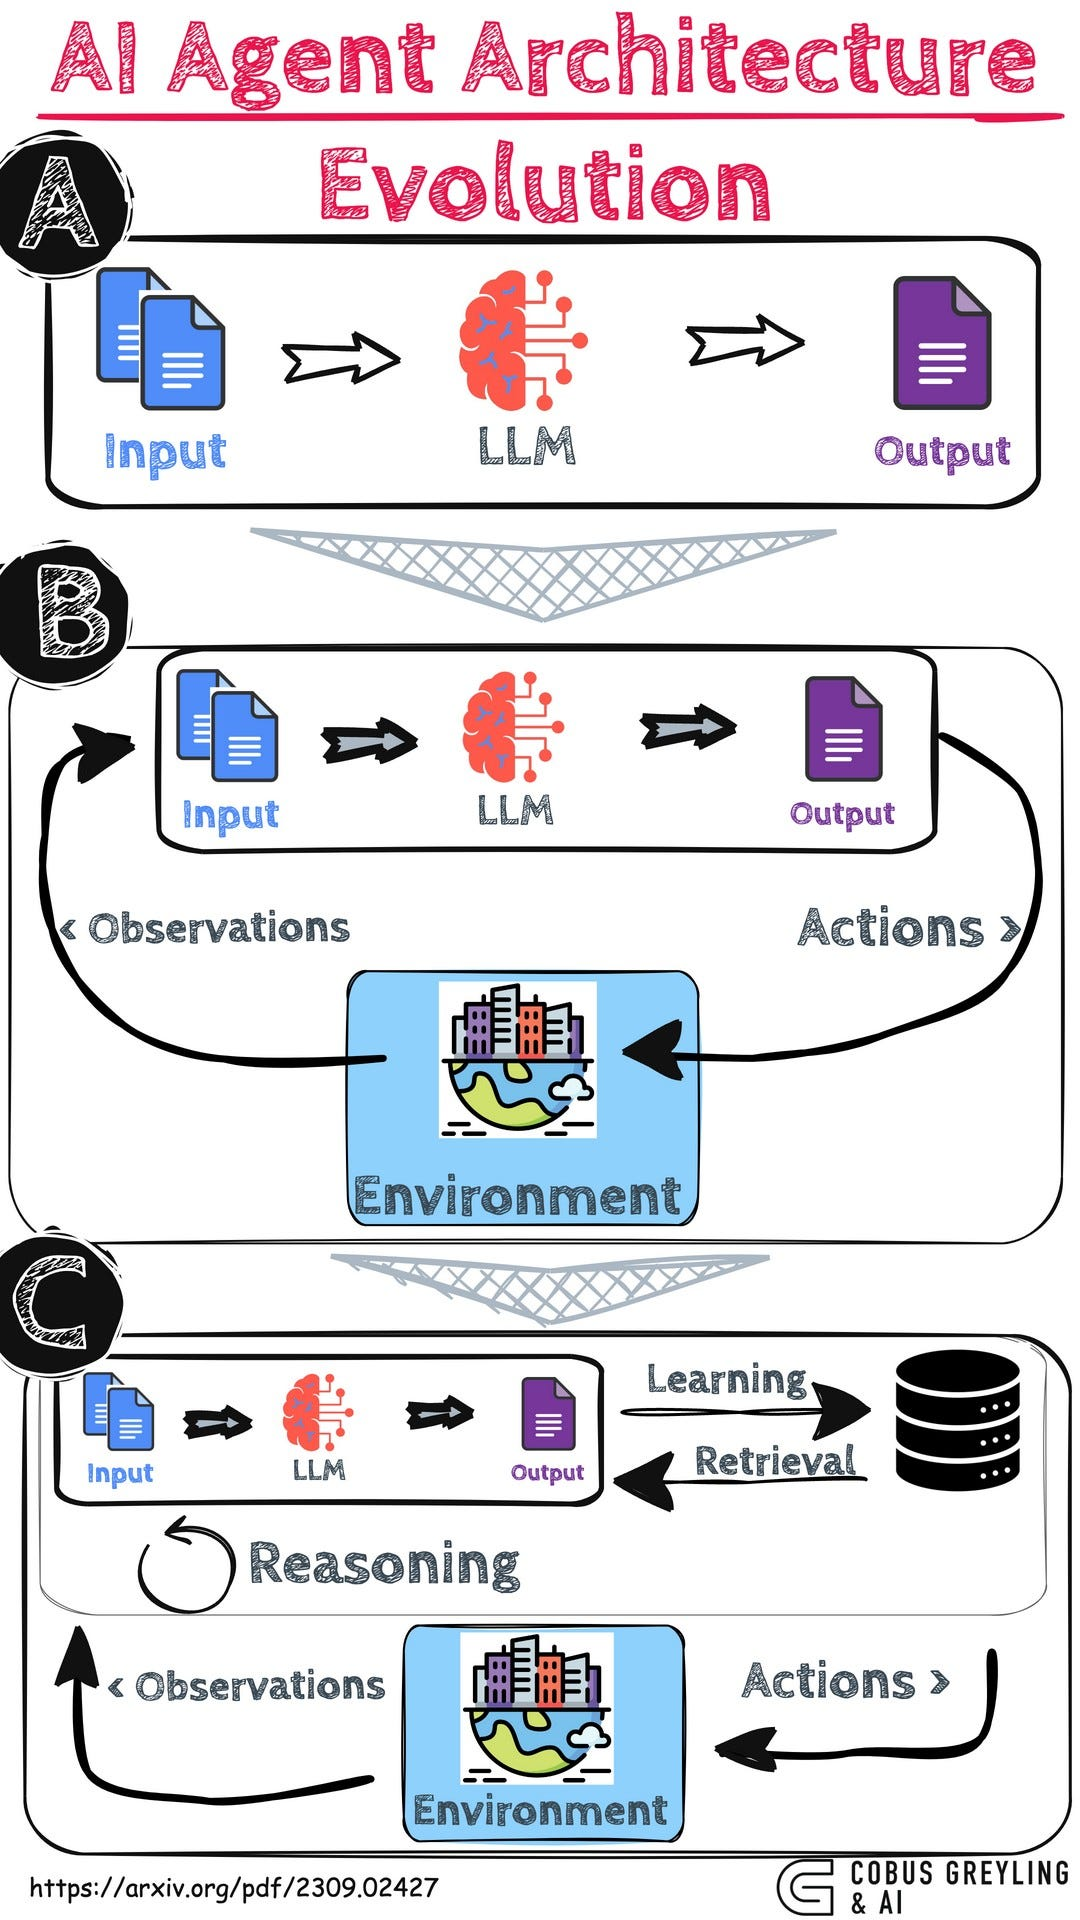 AI Agent Architecture
Evolution
A
Input
LLM
Output
B
Input
LLM
Output
< Observations
Actions >
Environment
C
Input
LLM
Output
Learning
Retrieval
Reasoning
< Observations
Actions >
Environment
https://arxiv.org/pdf/2309.02427
COBUS GREYLING
& AI